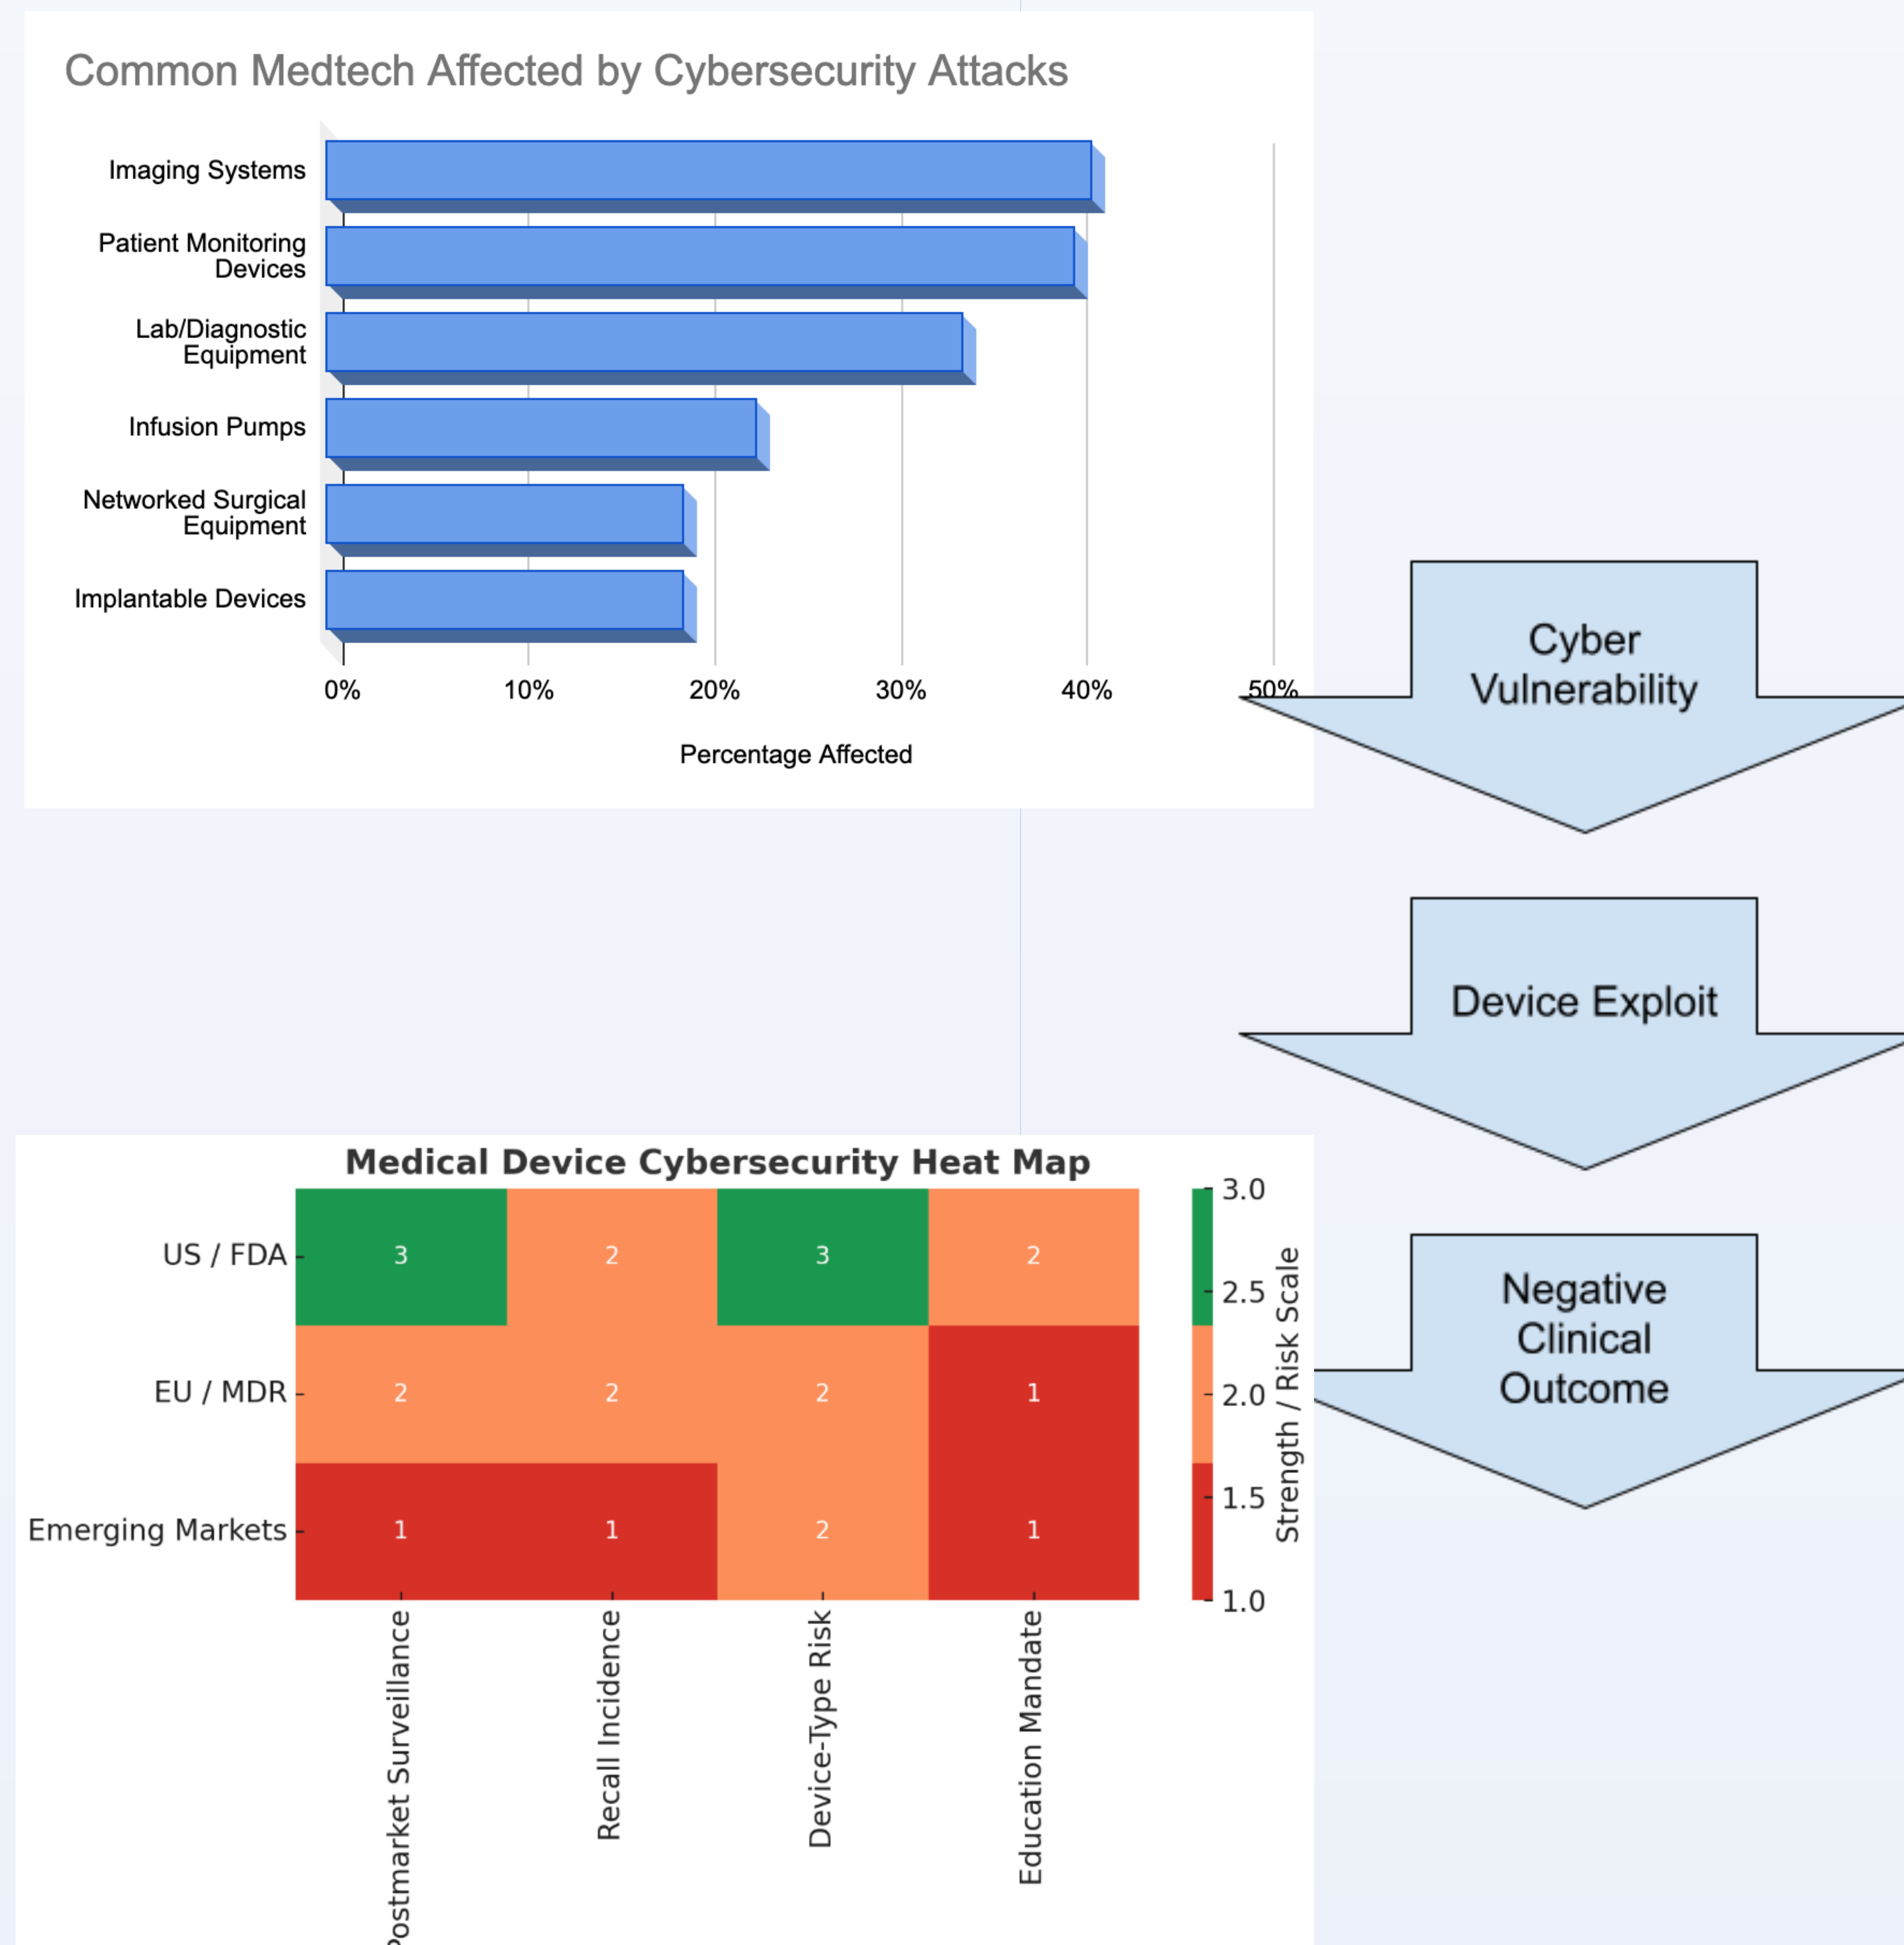 Common Medtech Affected by Cybersecurity Attacks
Imaging Systems
Patient Monitoring
Devices
Lab/Diagnostic
Equipment
Infusion Pumps
Networked Surgical
Equipment
Implantable Devices
0% 10% 20% 30% 40% 50%
Percentage Affected
Cyber
Vulnerability
Device Exploit
Negative
Clinical
Outcome
Medical Device Cybersecurity Heat Map
US / FDA 3 2 3 2
EU / MDR 2 2 2 1
Emerging Markets 1 1 2 1
Postmarket Surveillance
Recall Incidence
Device-Type Risk
Education Mandate
3.0
2.5
2.0
1.5
1.0
Strength / Risk Scale